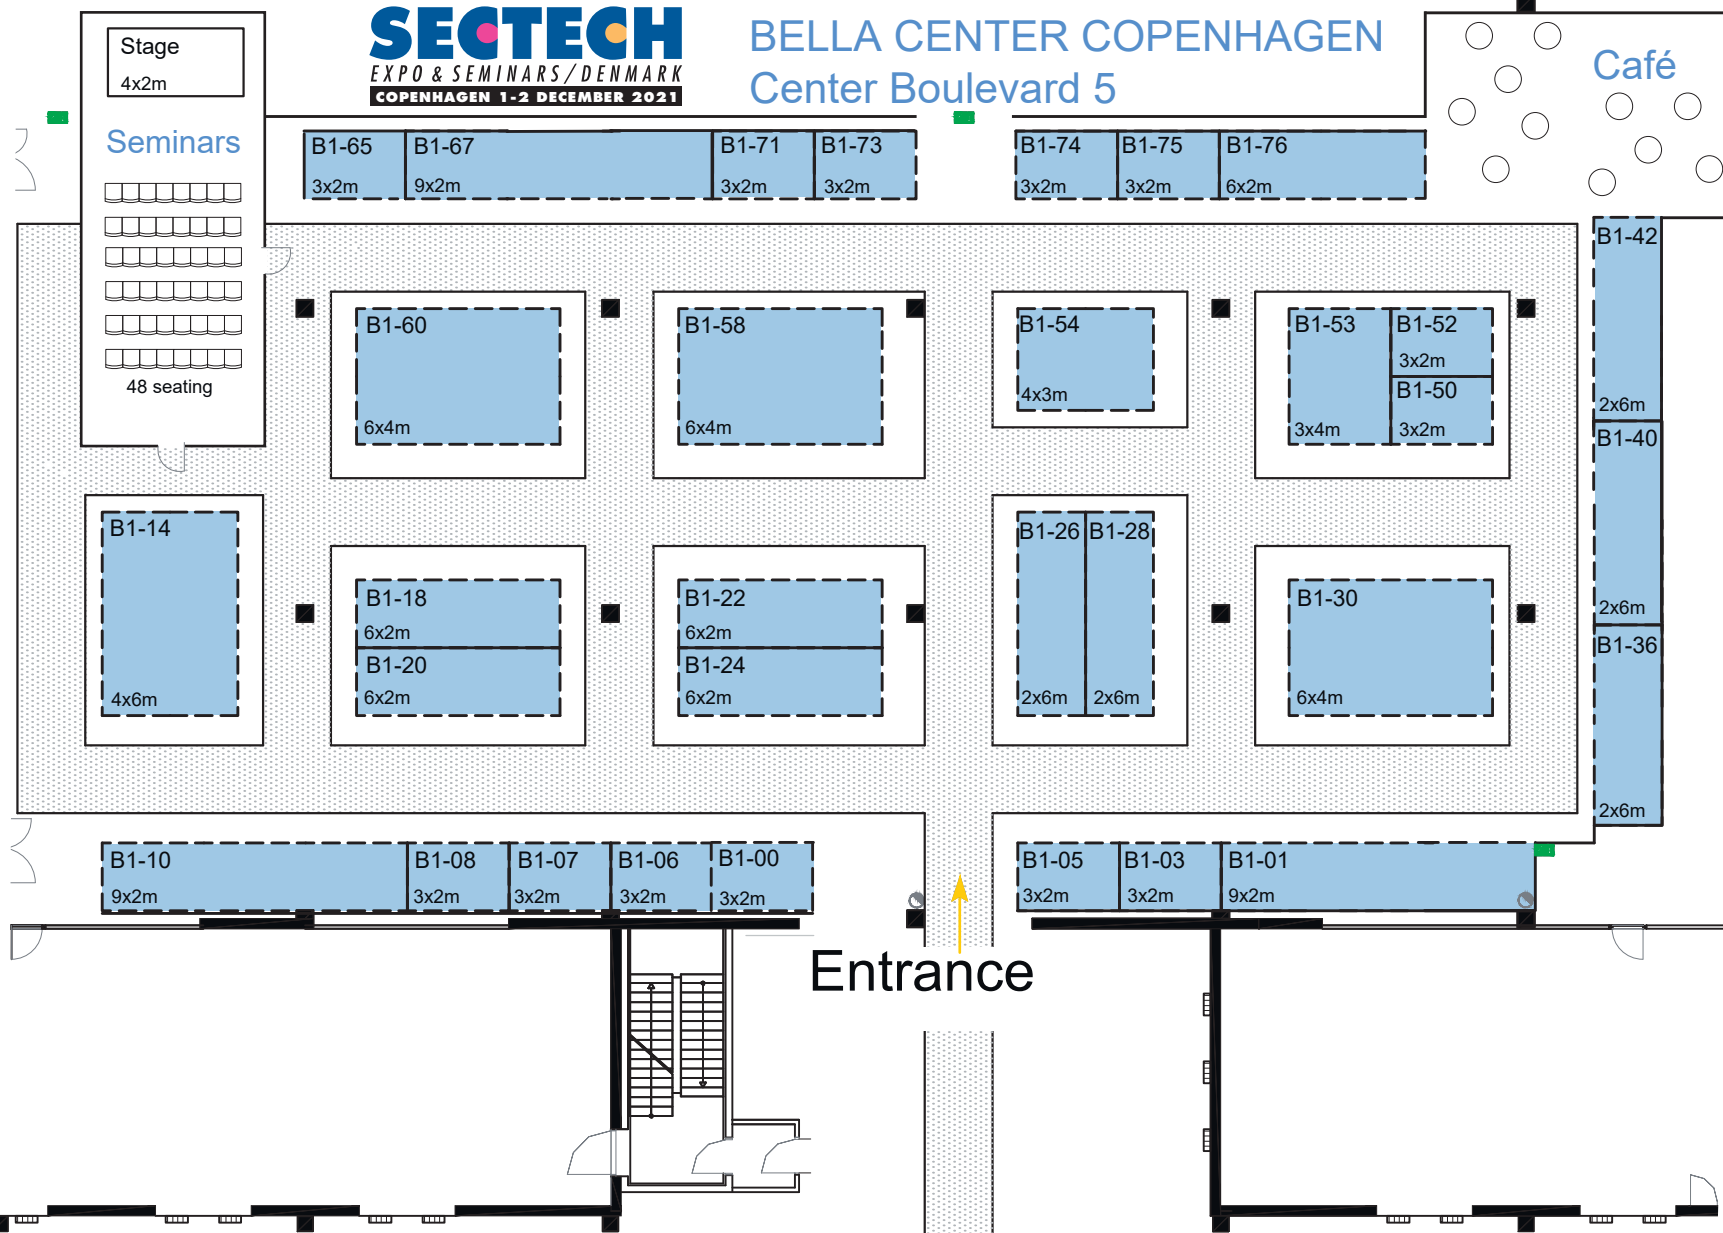 Stage
4x2m
Seminars
48 seating
SECTECH
EXPO & SEMINARS/DENMARK
COPENHAGEN 1-2 DECEMBER 2021
BELLA CENTER COPENHAGEN
Center Boulevard 5
Café
B1-65
3x2m
B1-67
9x2m
B1-71
3x2m
B1-73
3x2m
B1-74
3x2m
B1-75
3x2m
B1-76
6x2m
B1-42
2x6m
B1-40
2x6m
B1-36
2x6m
B1-60
6x4m
B1-58
6x4m
B1-54
4x3m
B1-53
3x4m
B1-52
3x2m
B1-50
3x2m
B1-14
4x6m
B1-18
6x2m
B1-20
6x2m
B1-22
6x2m
B1-24
6x2m
B1-26
2x6m
B1-28
2x6m
B1-30
6x4m
B1-10
9x2m
B1-08
3x2m
B1-07
3x2m
B1-06
3x2m
B1-00
3x2m
B1-05
3x2m
B1-03
3x2m
B1-01
9x2m
Entrance